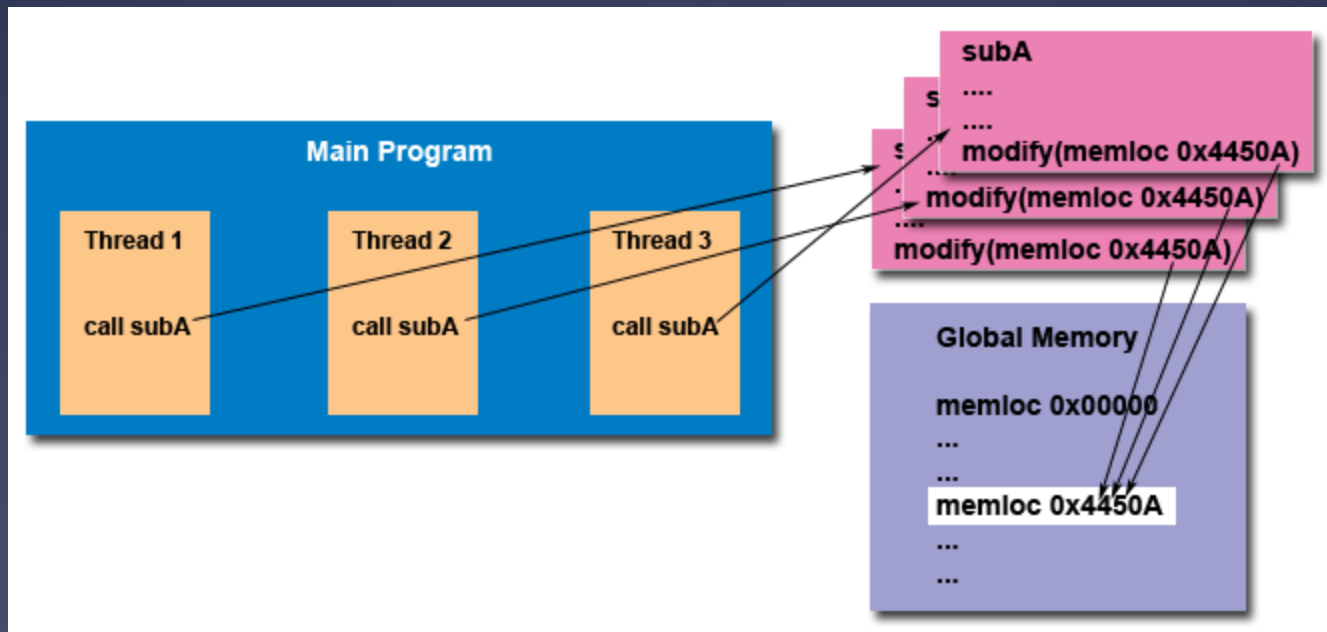 Main Program
Thread 1
call subA
Thread 2
call subA
Thread 3
call subA
subA
....
....
modify(memloc 0x4450A)
s
..
....
modify(memloc 0x4450A)
s
..
....
modify(memloc 0x4450A)
Global Memory
memloc 0x00000
...
...
memloc 0x4450A
...
...